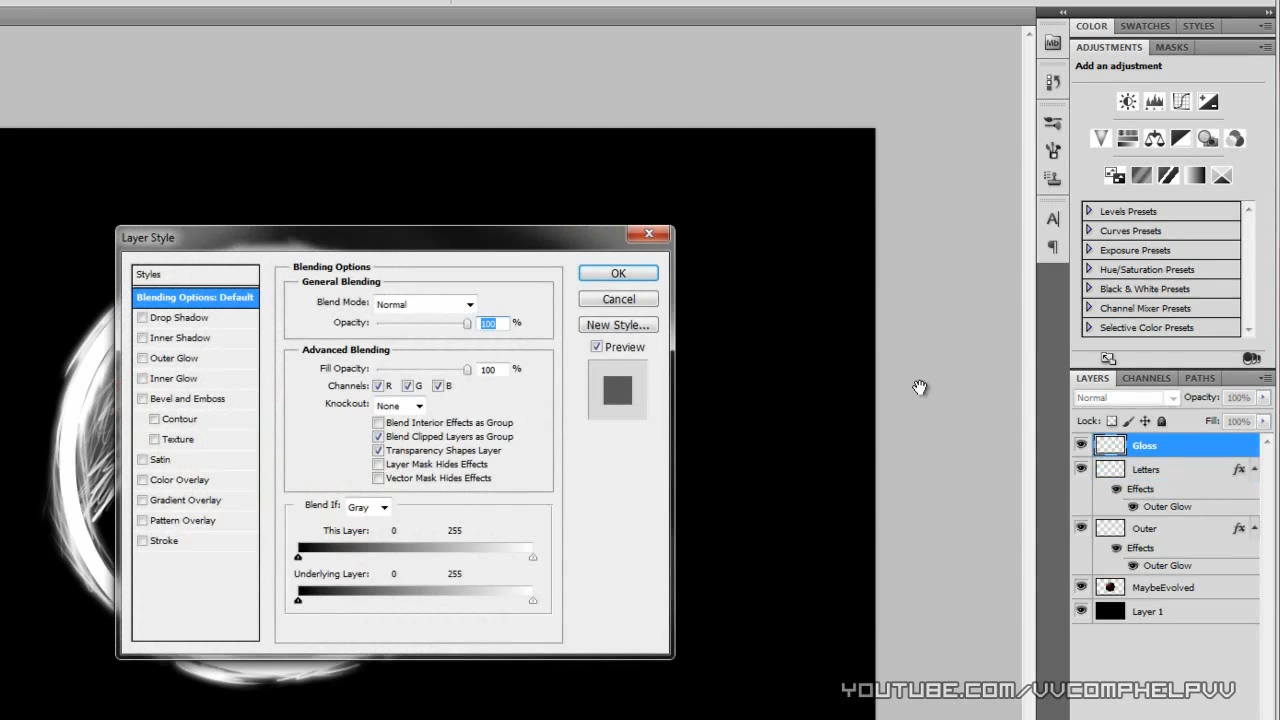 COLOR SWATCHES STYLES
ADJUSTMENTS MASKS
Add an adjustment
Levels Presets
Curves Presets
Exposure Presets
Hue/Saturation Presets
Black & White Presets
Channel Mixer Presets
Selective Color Presets
Mb
A
¶
LAYERS CHANNELS PATHS
Normal Opacity: 100%
Lock: Fill: 100%
Gloss
Letters fx
Effects
Outer Glow
Outer fx
Effects
Outer Glow
MaybeEvolved
Layer 1
Layer Style
Styles
Blending Options: Default
Drop Shadow
Inner Shadow
Outer Glow
Inner Glow
Bevel and Emboss
Contour
Texture
Satin
Color Overlay
Gradient Overlay
Pattern Overlay
Stroke
Blending Options
General Blending
Blend Mode: Normal
Opacity: 100 %
Advanced Blending
Fill Opacity: 100 %
Channels: R G B
Knockout: None
Blend Interior Effects as Group
Blend Clipped Layers as Group
Transparency Shapes Layer
Layer Mask Hides Effects
Vector Mask Hides Effects
Blend If: Gray
This Layer: 0 255
Underlying Layer: 0 255
OK
Cancel
New Style...
Preview
YOUTUBE.COM/VVCOMPHELPVV